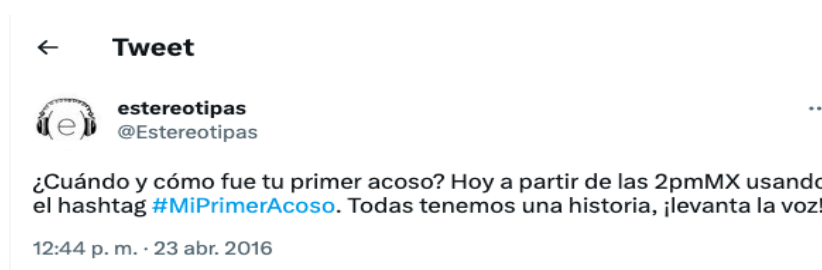 ← Tweet
(e)
estereotipas
@Estereotipas
¿Cuándo y cómo fue tu primer acoso? Hoy a partir de las 2pmMX usando
el hashtag #MiPrimerAcoso. Todas tenemos una historia, ¡levanta la voz!
12:44 p. m. · 23 abr. 2016